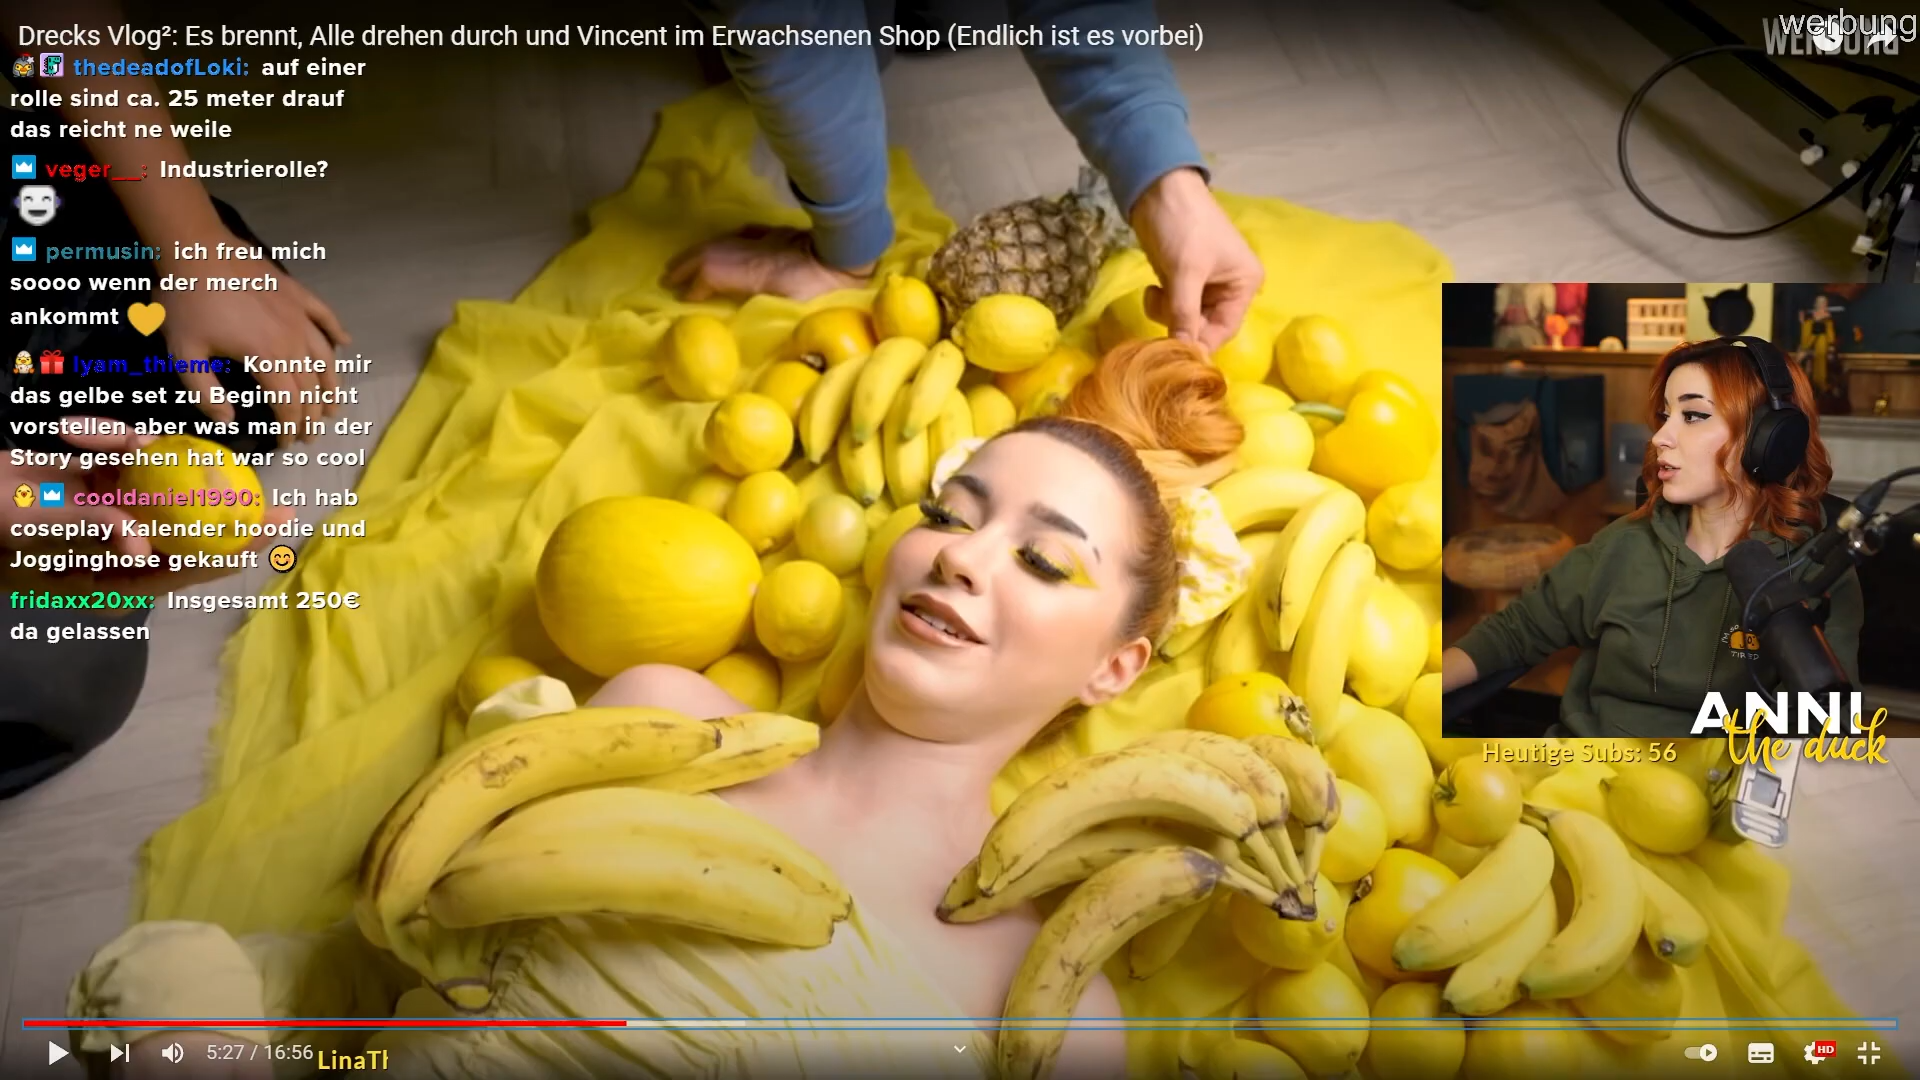 Drecks Vlog²: Es brennt, Alle drehen durch und Vincent im Erwachsenen Shop (Endlich ist es vorbei)
werbung
WERBUNG
thedeadofLoki: auf einer
rolle sind ca. 25 meter drauf
das reicht ne weile
veger__: Industrierolle?
permusin: ich freu mich
soooo wenn der merch
ankommt
lyam_thieme: Konnte mir
das gelbe set zu Beginn nicht
vorstellen aber was man in der
Story gesehen hat war so cool
cooldaniel1990: Ich hab
coseplay Kalender hoodie und
Jogginghose gekauft
fridaxx20xx: Insgesamt 250€
da gelassen
TIRED
ANNI
the duck
Heutige Subs: 56
5:27 / 16:56
LinaTh
HD